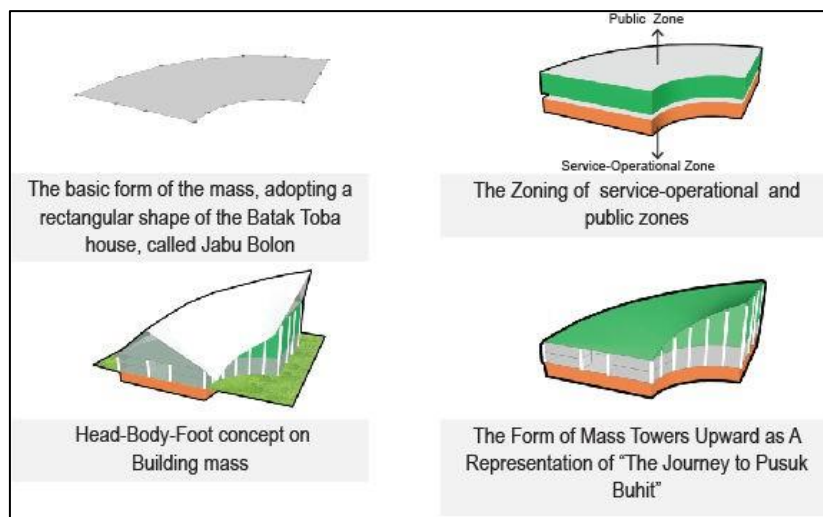 Public Zone
Service-Operational Zone
The basic form of the mass, adopting a
rectangular shape of the Batak Toba
house, called Jabu Bolon
The Zoning of service-operational and
public zones
Head-Body-Foot concept on
Building mass
The Form of Mass Towers Upward as A
Representation of “The Journey to Pusuk
Buhit”